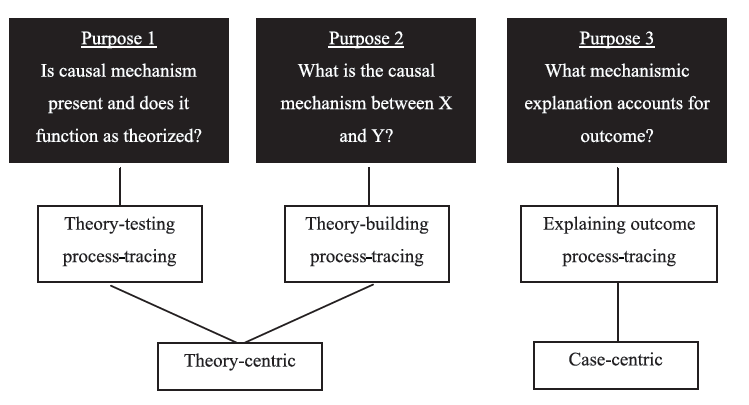 Purpose 1
Is causal mechanism
present and does it
function as theorized?
Purpose 2
What is the causal
mechanism between X
and Y?
Purpose 3
What mechanismic
explanation accounts for
outcome?
Theory-testing
process-tracing
Theory-building
process-tracing
Explaining outcome
process-tracing
Theory-centric
Case-centric